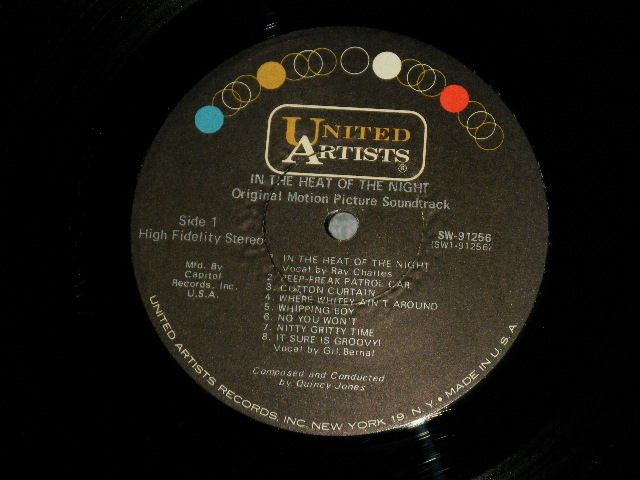 UNITED
ARTISTS®
IN THE HEAT OF THE NIGHT
Original Motion Picture Soundtrack
Side 1
High Fidelity Stereo
SW-91256
(SW1-91256)
Mfd. By
Capitol
Records, Inc.
U.S.A.
IN THE HEAT OF THE NIGHT
Vocal by Ray Charles
2. PEEP-FREAK PATROL CAR
3. COTTON CURTAIN
4. WHERE WHITEY AIN'T AROUND
5. WHIPPING BOY
6. NO YOU WON'T
7. NITTY GRITTY TIME
8. IT SURE IS GROOVY!
Vocal by Gil Bernal
Composed and Conducted
by Quincy Jones
UNITED ARTISTS RECORDS, INC. NEW YORK 19, N.Y. • MADE IN U.S.A.